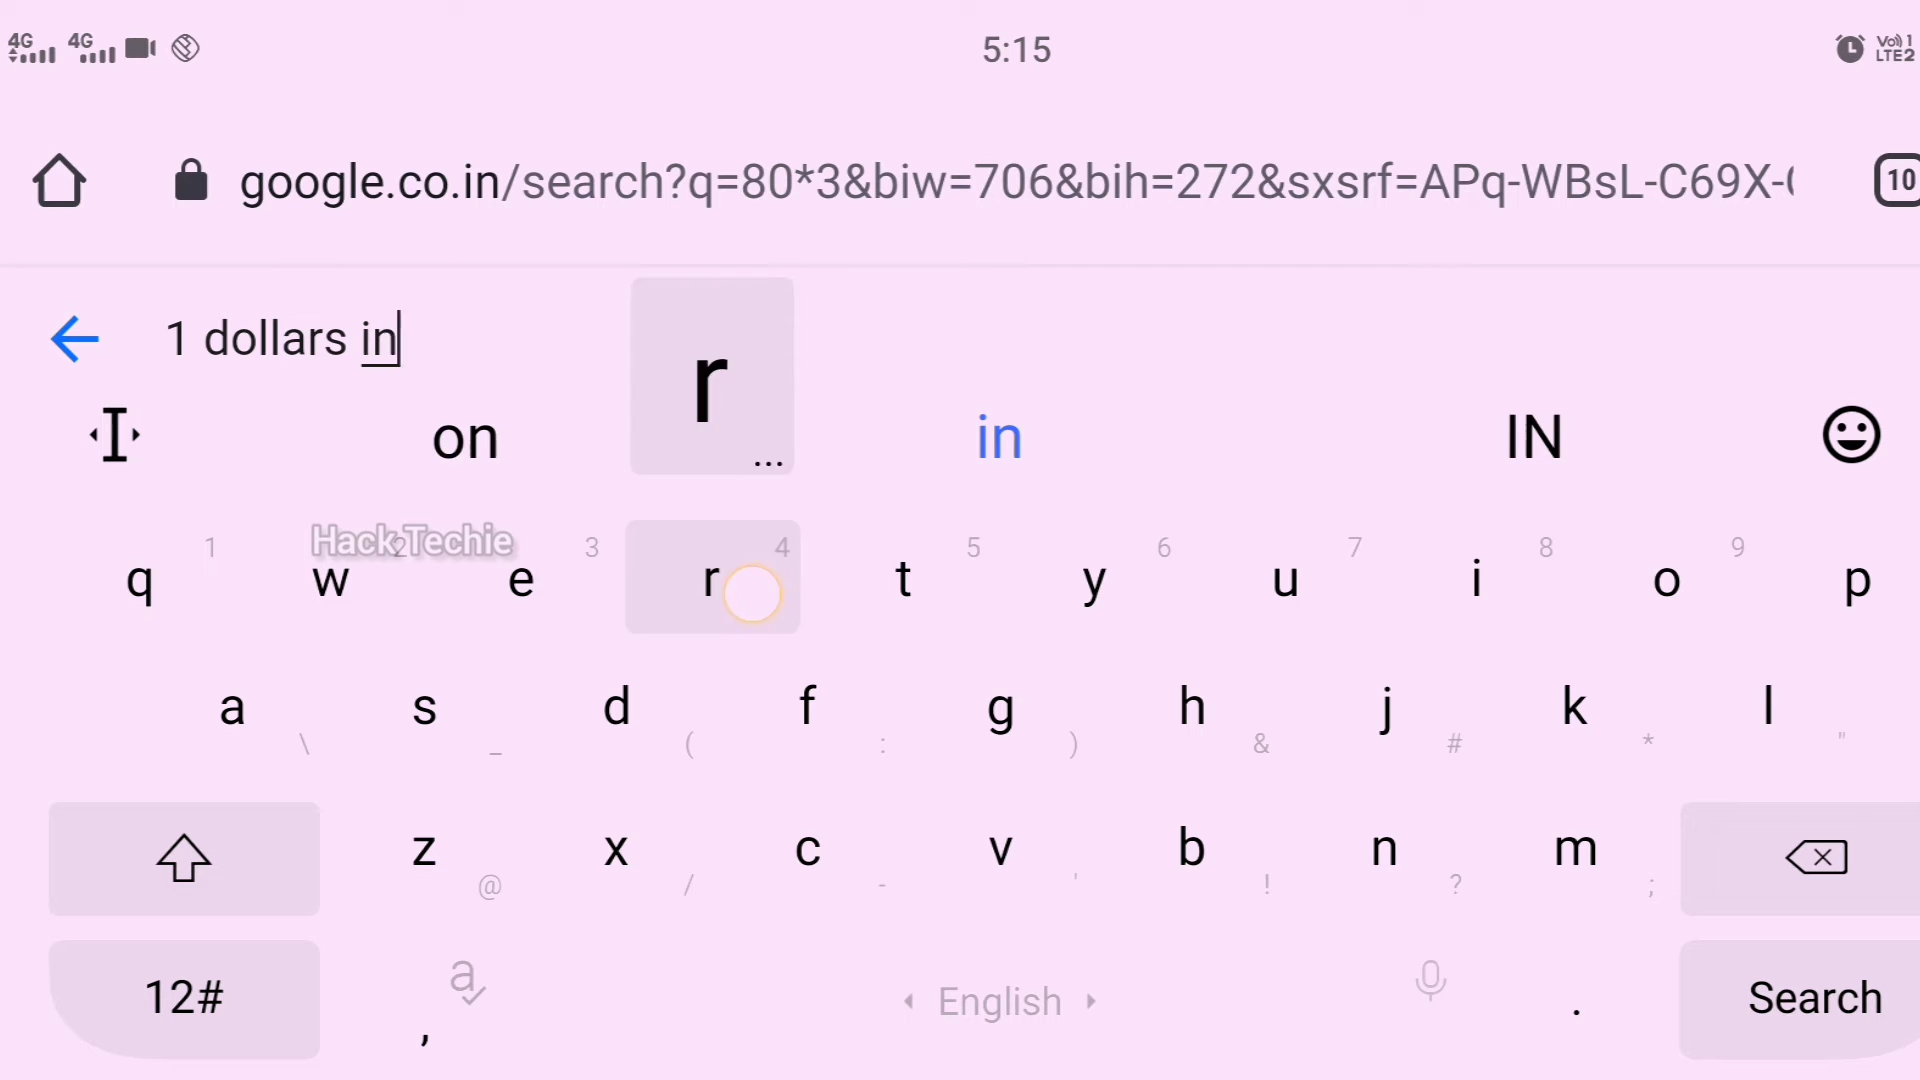 4G 4G 5:15 Vo) 1 LTE2
google.co.in/search?q=80*3&biw=706&bih=272&sxsrf=APq-WBsL-C69X- 10
1 dollars in
r
...
on in IN
Hack Techie
1 2 3 4 5 6 7 8 9
q w e r t y u i o p
a s d f g h j k l
\ _ ( : ) & # * "
z x c v b n m
@ / - ' ! ? ;
12# a , English . Search